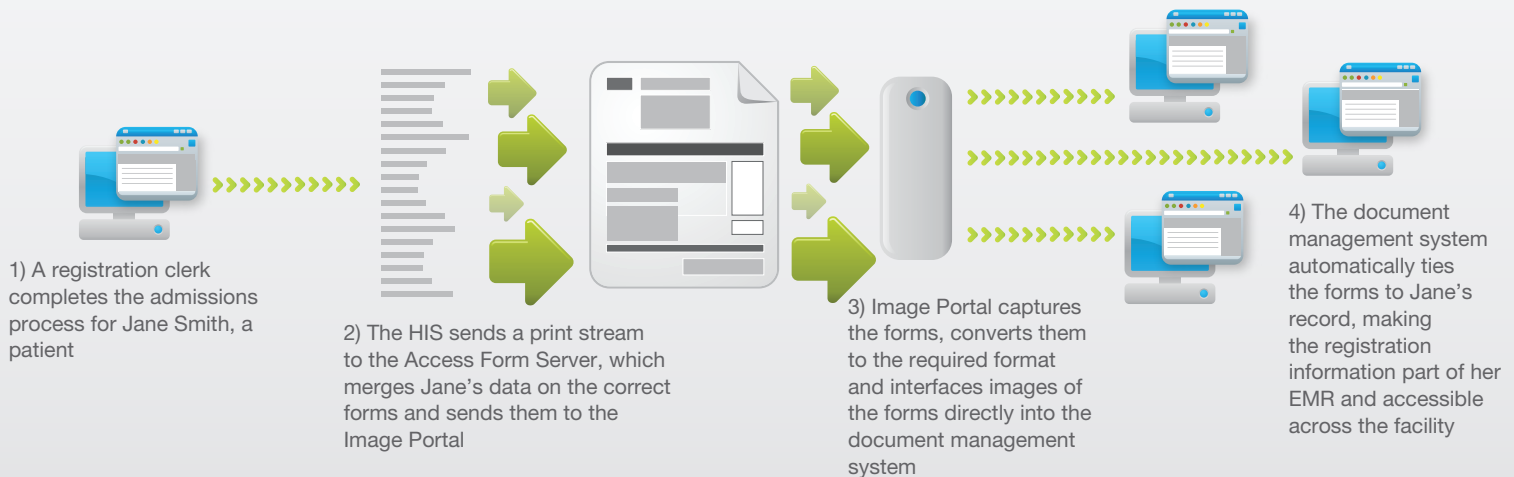 1) A registration clerk
completes the admissions
process for Jane Smith, a
patient
2) The HIS sends a print stream
to the Access Form Server, which
merges Jane’s data on the correct
forms and sends them to the
Image Portal
3) Image Portal captures
the forms, converts them
to the required format
and interfaces images of
the forms directly into the
document management
system
4) The document
management system
automatically ties
the forms to Jane’s
record, making
the registration
information part of her
EMR and accessible
across the facility